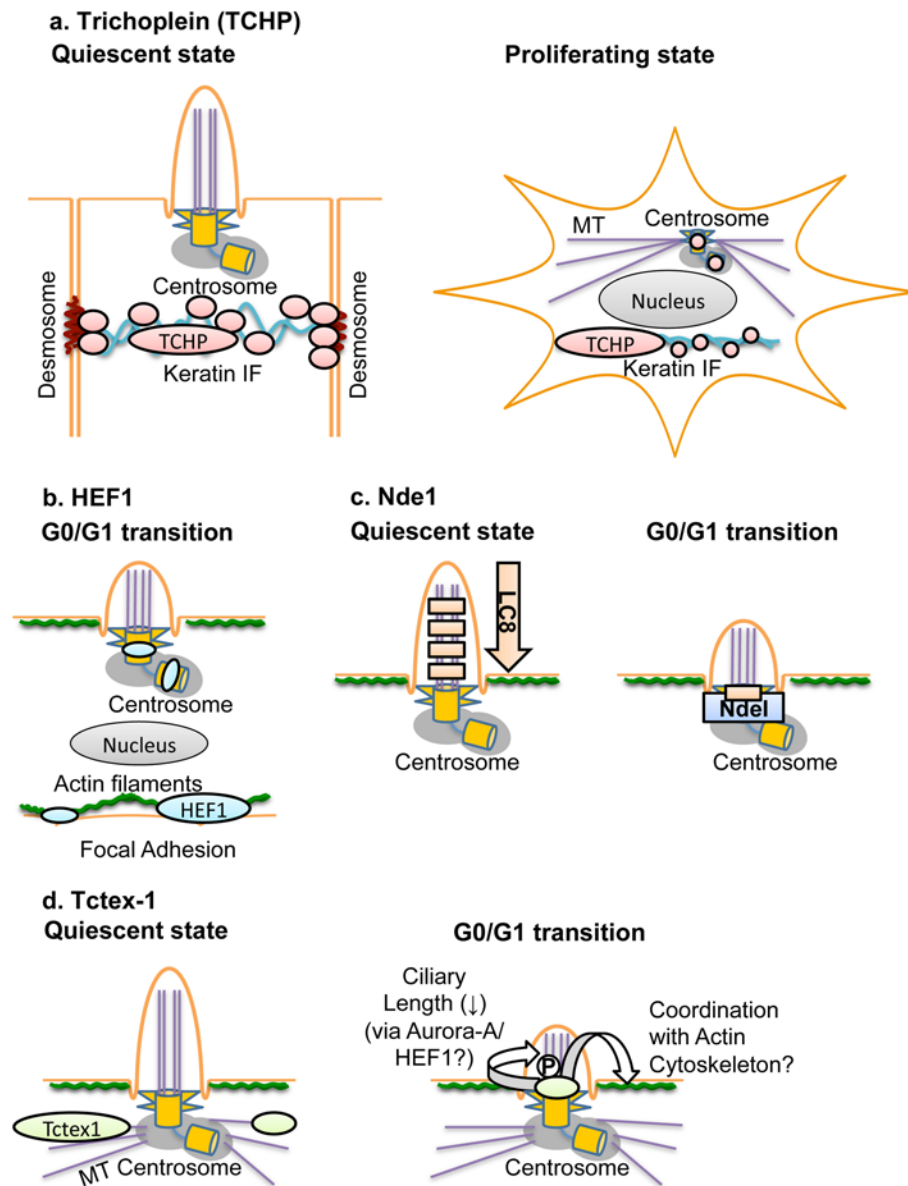 a. Trichoplein (TCHP)
Quiescent state
Proliferating state
Desmosome
Centrosome
TCHP
Keratin IF
Desmosome
MT
Centrosome
Nucleus
TCHP
Keratin IF
b. HEF1
G0/G1 transition
Centrosome
Nucleus
Actin filaments
HEF1
Focal Adhesion
c. Nde1
Quiescent state
LC8
Centrosome
G0/G1 transition
Ndel
Centrosome
d. Tctex-1
Quiescent state
Tctex1
MT
Centrosome
G0/G1 transition
Ciliary
Length (↓)
(via Aurora-A/
HEF1?)
P
Coordination
with Actin
Cytoskeleton?
Centrosome